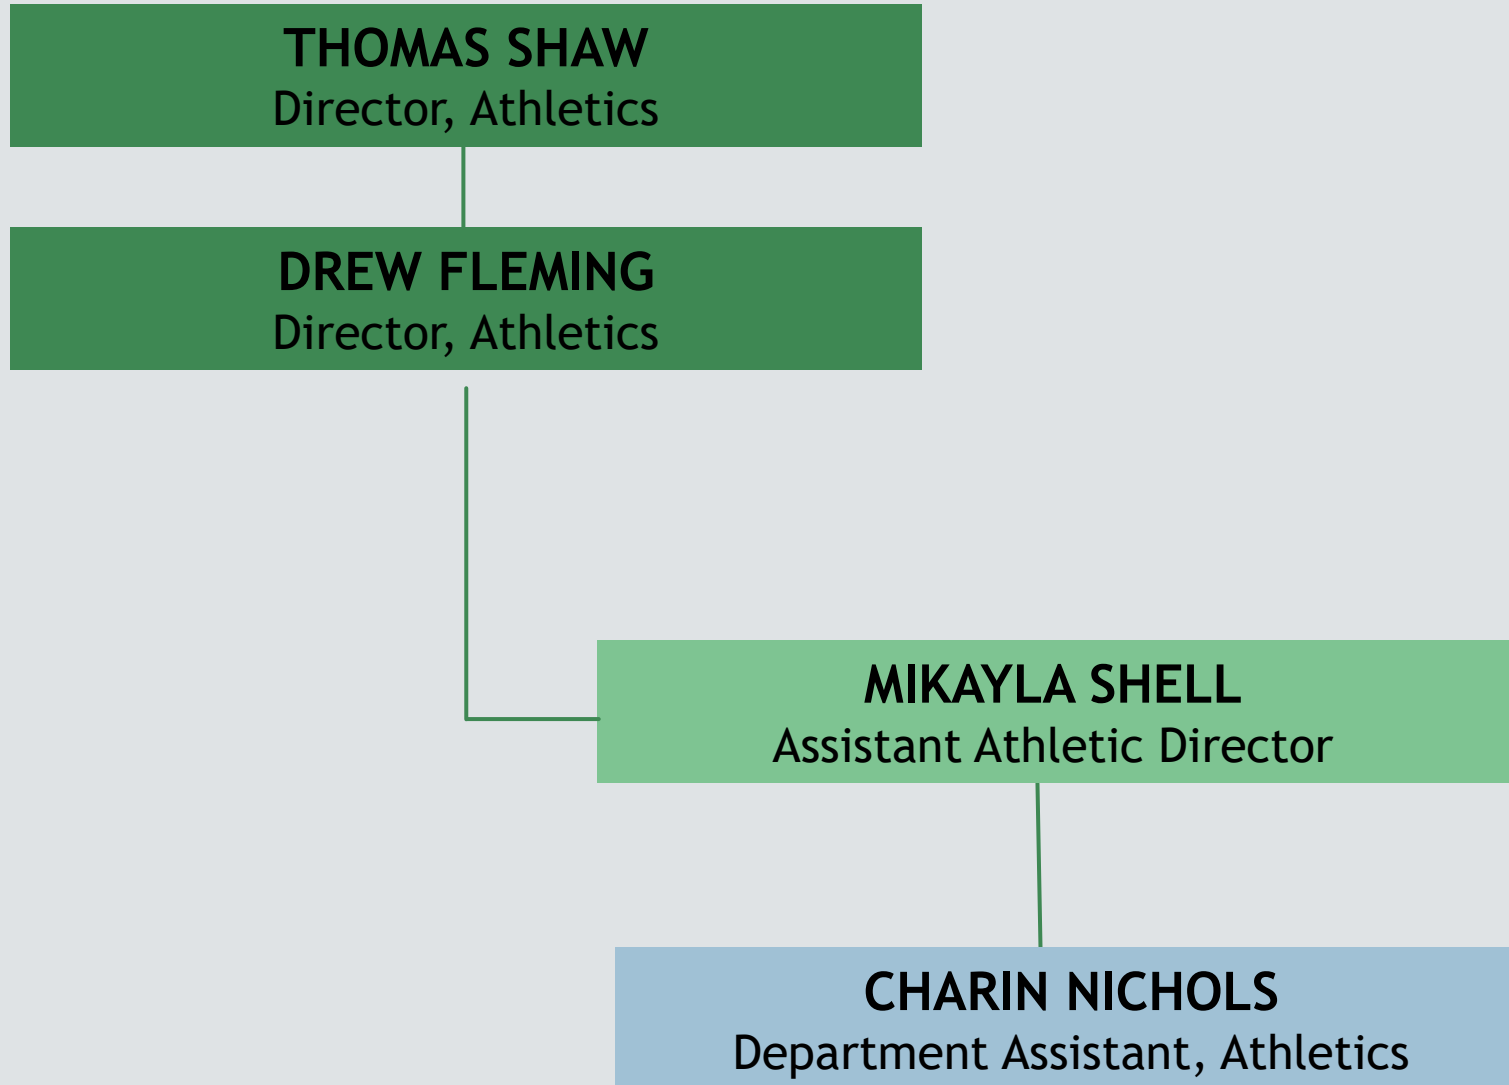 THOMAS SHAW
Director, Athletics
DREW FLEMING
Director, Athletics
MIKAYLA SHELL
Assistant Athletic Director
CHARIN NICHOLS
Department Assistant, Athletics